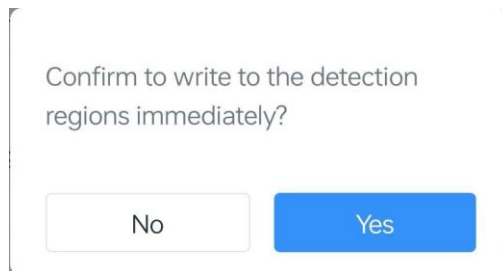 Confirm to write to the detection
regions immediately?
No
Yes